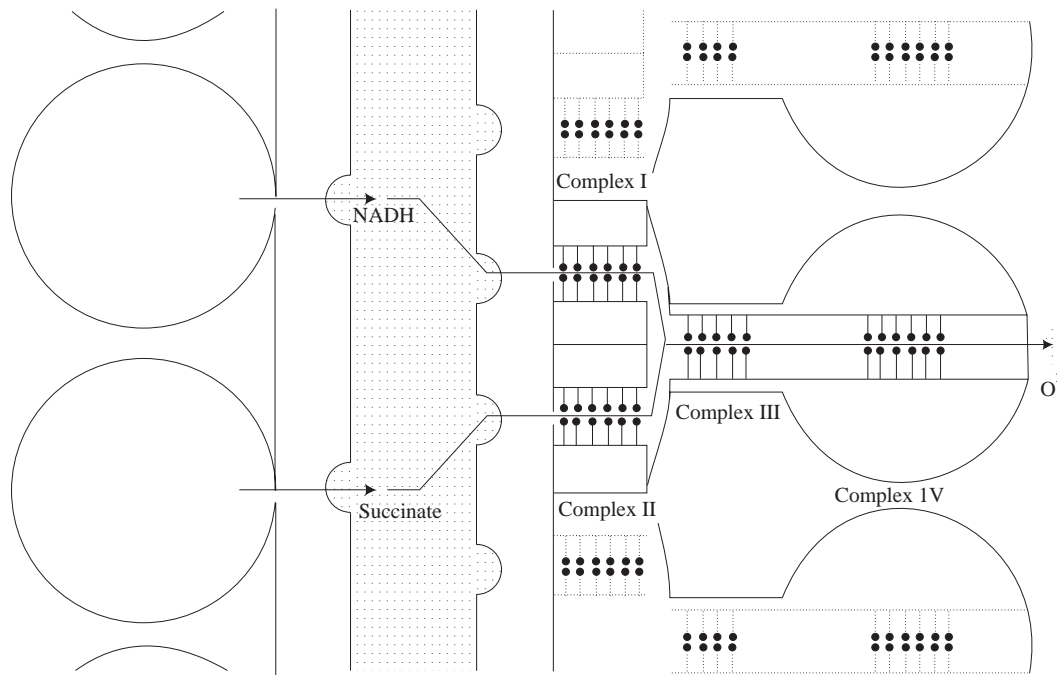 Complex I
NADH
O
Complex III
Succinate
Complex II
Complex 1V